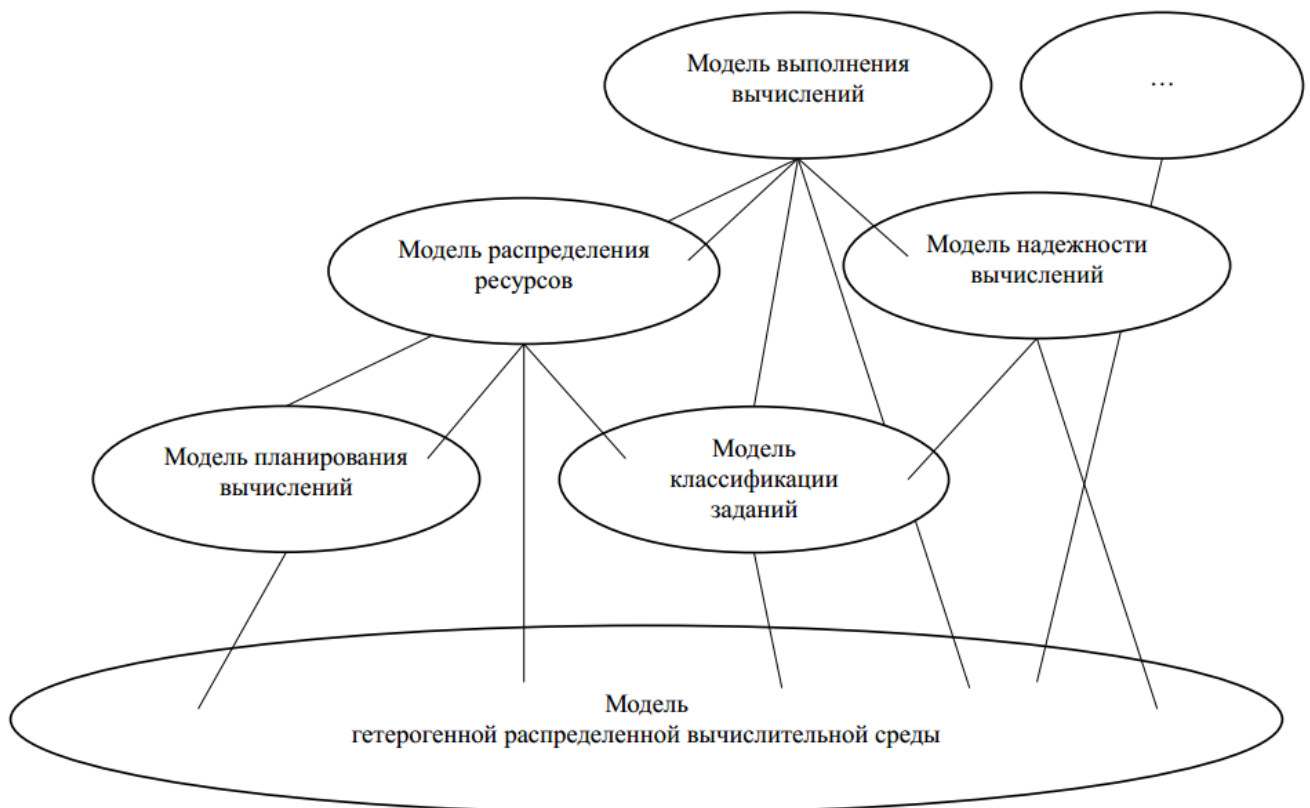 Модель выполнения
вычислений
…
Модель распределения
ресурсов
Модель надежности
вычислений
Модель планирования
вычислений
Модель
классификации
заданий
Модель
гетерогенной распределенной вычислительной среды